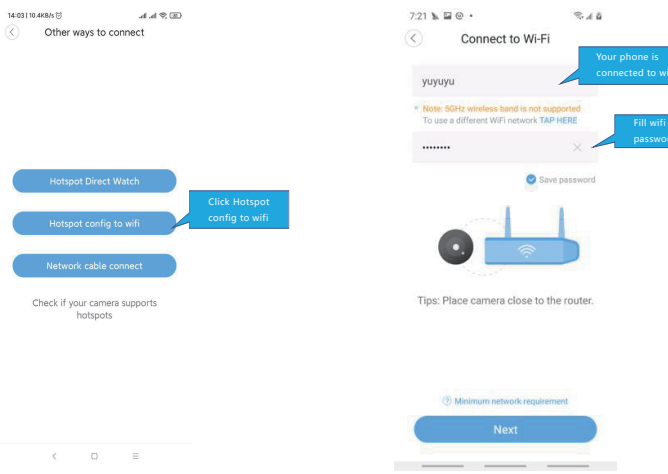 14:03 | 10.4KB/s
Other ways to connect
Hotspot Direct Watch
Hotspot config to wifi
Click Hotspot
config to wifi
Network cable connect
Check if your camera supports
hotspots
7:21
Connect to Wi-Fi
Your phone is
connected to wi
yuyuyu
* Note: 5GHz wireless band is not supported
To use a different WiFi network TAP HERE
Fill wifi
passwor
••••••••
Save password
Tips: Place camera close to the router.
? Minimum network requirement
Next